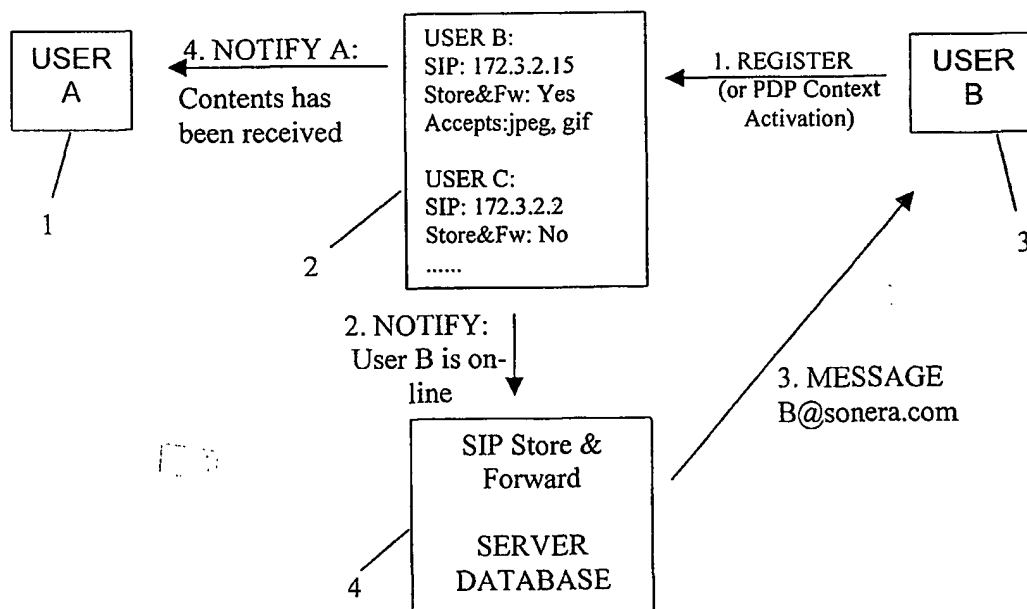 USER
A
1
4. NOTIFY A:
Contents has
been received
USER B:
SIP: 172.3.2.15
Store&Fw: Yes
Accepts:jpeg, gif
USER C:
SIP: 172.3.2.2
Store&Fw: No
......
2
1. REGISTER
(or PDP Context
Activation)
USER
B
3
2. NOTIFY:
User B is on-
line
3. MESSAGE
B@sonera.com
SIP Store &
Forward
SERVER
DATABASE
4